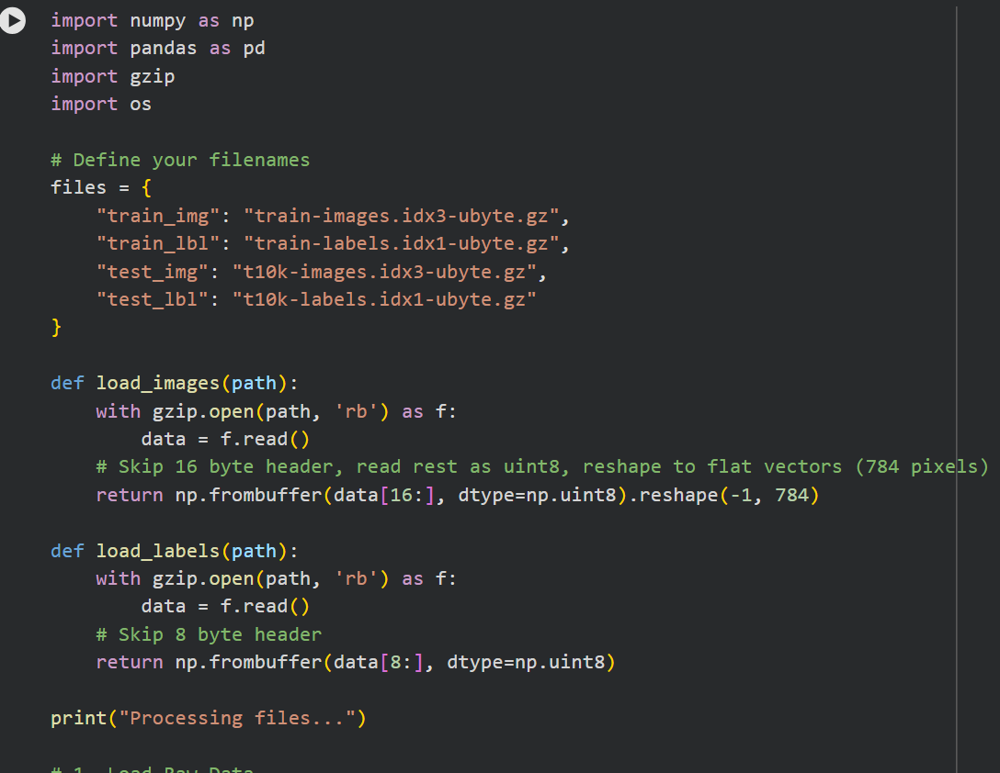 import numpy as np
import pandas as pd
import gzip
import os

# Define your filenames
files = {
    "train_img": "train-images.idx3-ubyte.gz",
    "train_lbl": "train-labels.idx1-ubyte.gz",
    "test_img": "t10k-images.idx3-ubyte.gz",
    "test_lbl": "t10k-labels.idx1-ubyte.gz"
}

def load_images(path):
    with gzip.open(path, 'rb') as f:
        data = f.read()
    # Skip 16 byte header, read rest as uint8, reshape to flat vectors (784 pixels)
    return np.frombuffer(data[16:], dtype=np.uint8).reshape(-1, 784)

def load_labels(path):
    with gzip.open(path, 'rb') as f:
        data = f.read()
    # Skip 8 byte header
    return np.frombuffer(data[8:], dtype=np.uint8)

print("Processing files...")

# 1. Load Raw Data